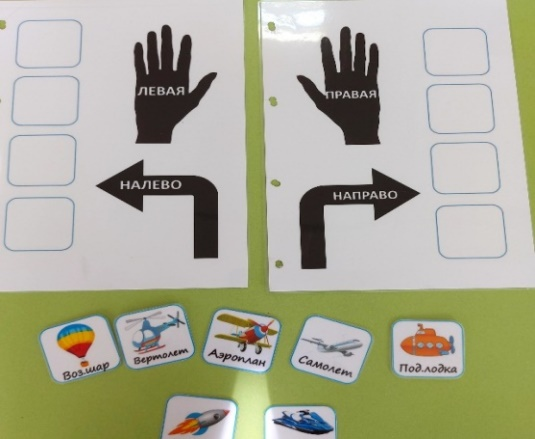 ЛЕВАЯ
ПРАВАЯ
НАЛЕВО
НАПРАВО
Воз.шар
Вертолет
Аэроплан
Самолет
Под.лодка